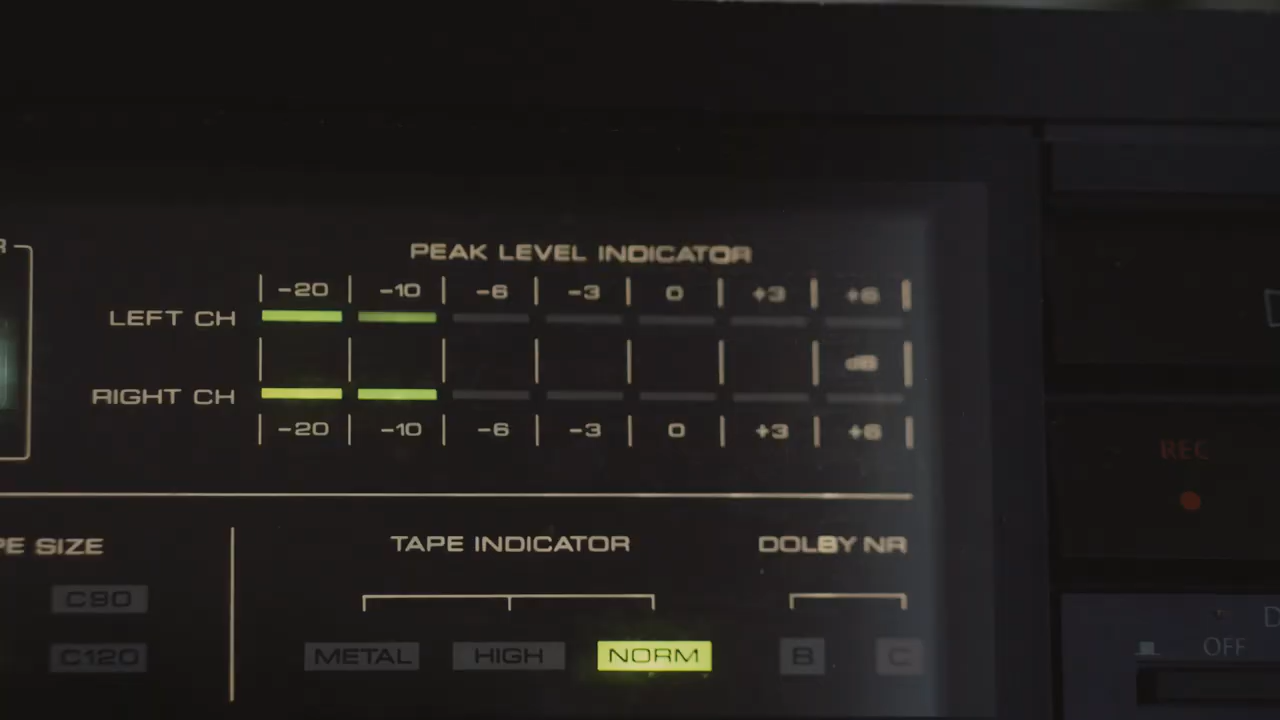 PEAK LEVEL INDICATOR
-20 -10 -6 -3 0 +3 +6
LEFT CH
dB
RIGHT CH
-20 -10 -6 -3 0 +3 +6
REC
PE SIZE
TAPE INDICATOR
DOLBY NR
C90
C120
METAL HIGH NORM
B C
OFF